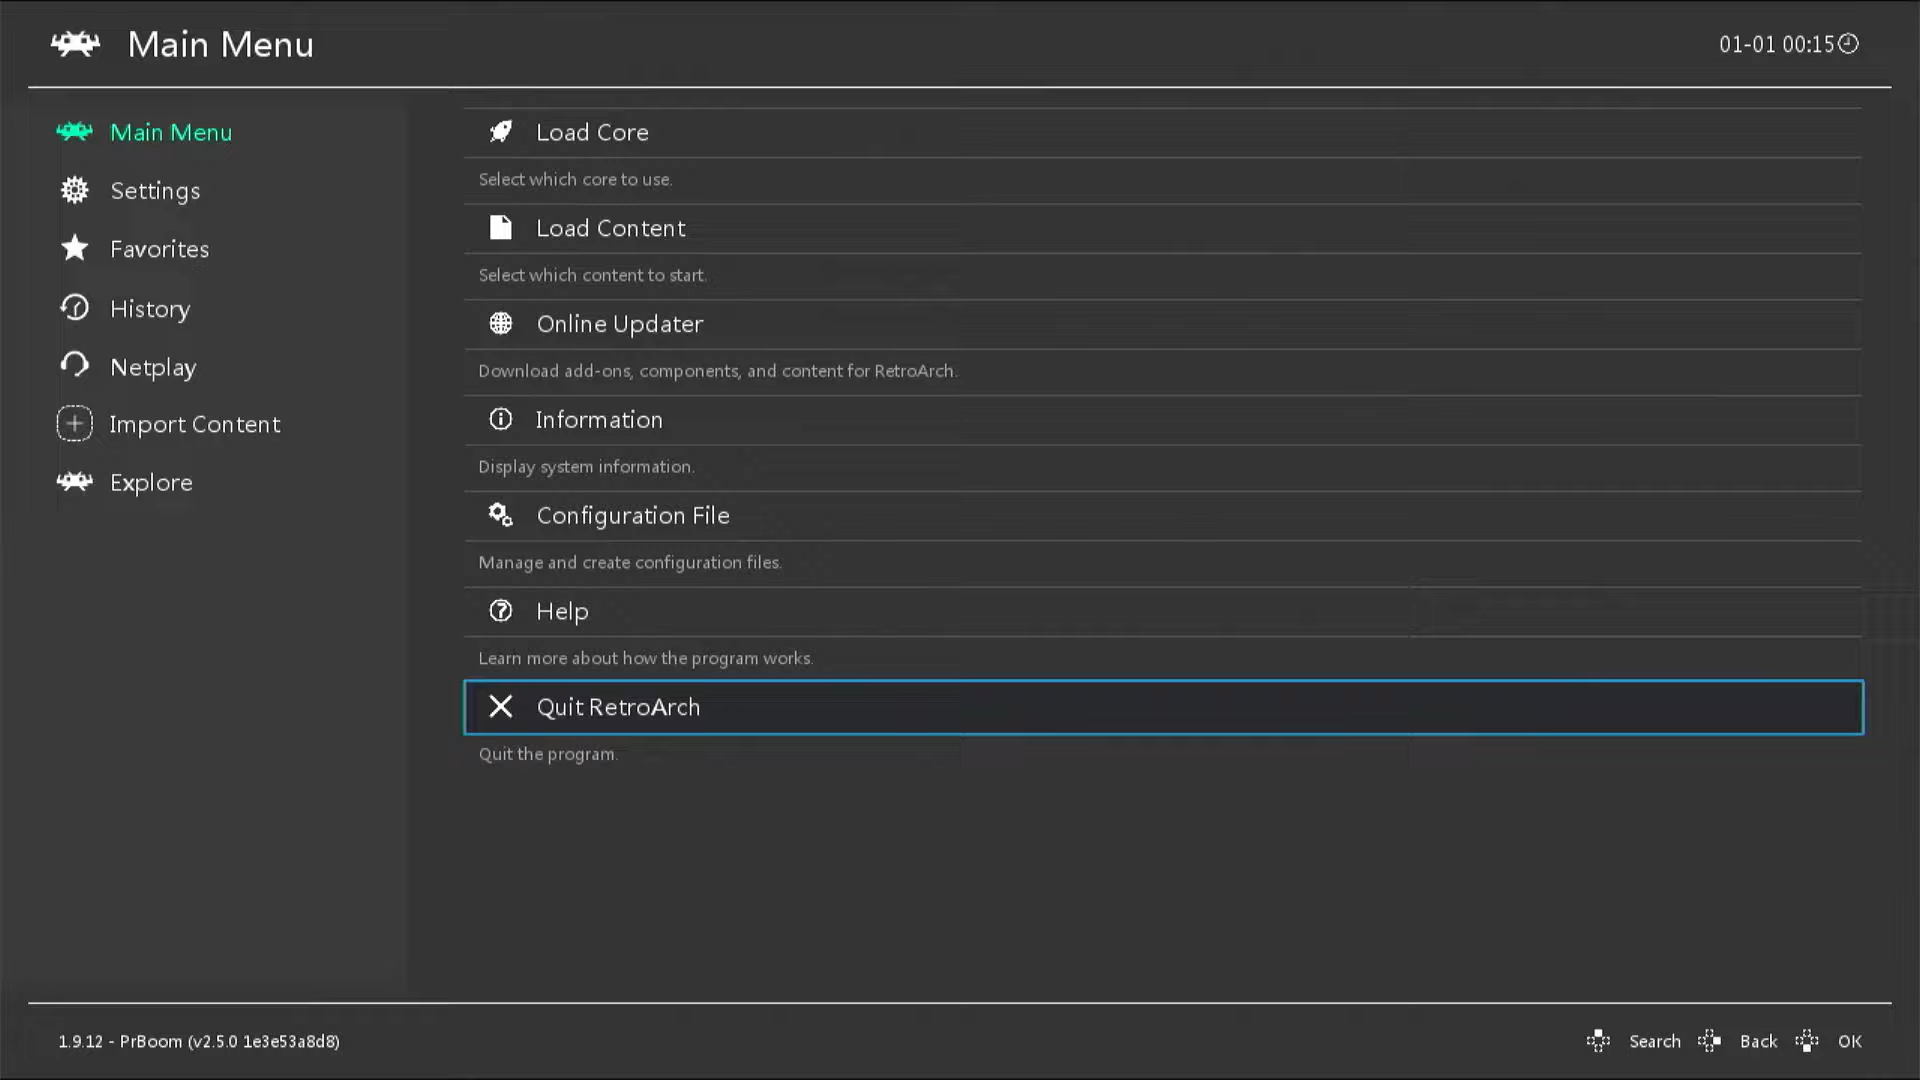 Main Menu
01-01 00:15
Main Menu
Settings
Favorites
History
Netplay
Import Content
Explore
Load Core
Select which core to use.
Load Content
Select which content to start.
Online Updater
Download add-ons, components, and content for RetroArch.
Information
Display system information.
Configuration File
Manage and create configuration files.
Help
Learn more about how the program works.
Quit RetroArch
Quit the program.
1.9.12 - PrBoom (v2.5.0 1e3e53a8d8)
Search Back OK